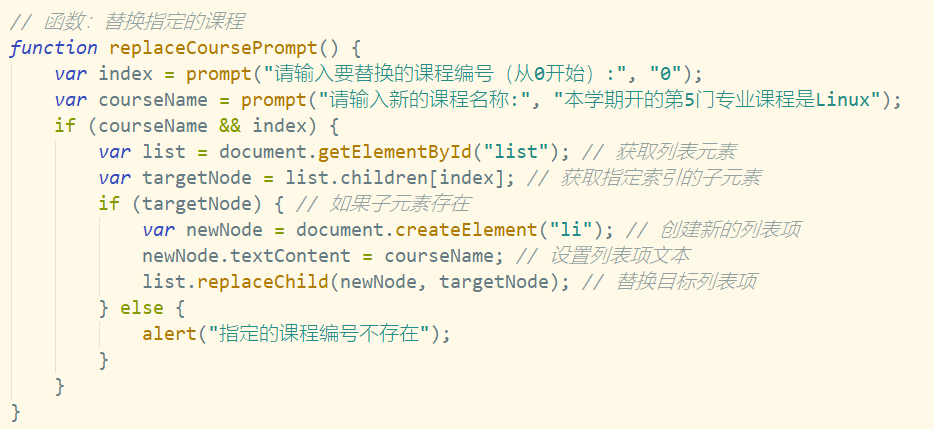 // 函数：替换指定的课程
function replaceCoursePrompt() {
    var index = prompt("请输入要替换的课程编号（从0开始）:", "0");
    var courseName = prompt("请输入新的课程名称:", "本学期开的第5门专业课程是Linux");
    if (courseName && index) {
        var list = document.getElementById("list"); // 获取列表元素
        var targetNode = list.children[index]; // 获取指定索引的子元素
        if (targetNode) { // 如果子元素存在
            var newNode = document.createElement("li"); // 创建新的列表项
            newNode.textContent = courseName; // 设置列表项文本
            list.replaceChild(newNode, targetNode); // 替换目标列表项
        } else {
            alert("指定的课程编号不存在");
        }
    }
}